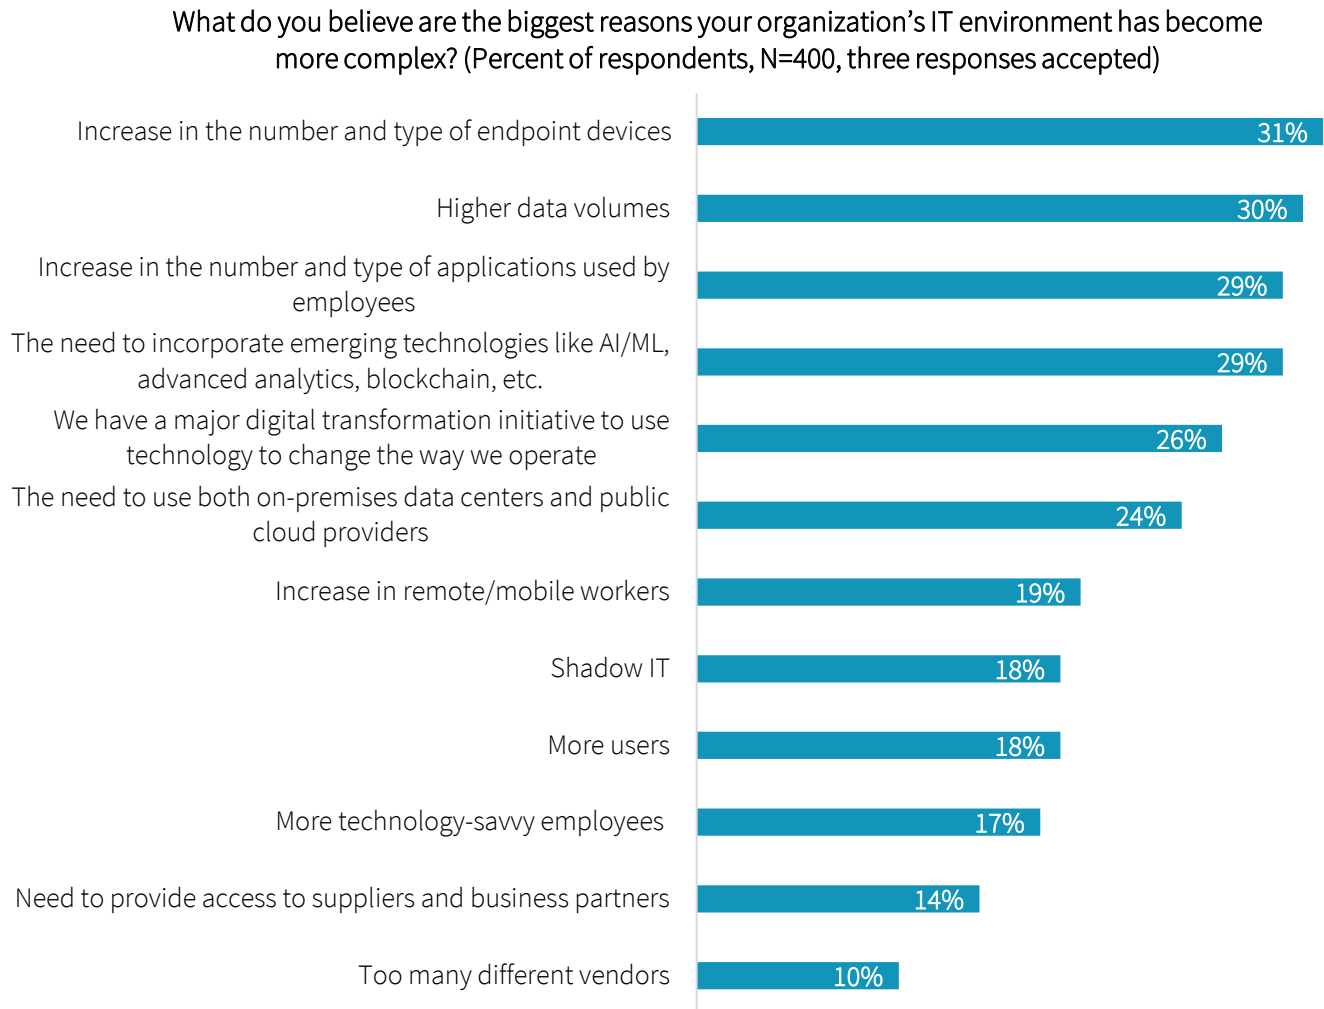 What do you believe are the biggest reasons your organization’s IT environment has become
more complex? (Percent of respondents, N=400, three responses accepted)
Increase in the number and type of endpoint devices
31%
Higher data volumes
30%
Increase in the number and type of applications used by
employees
29%
The need to incorporate emerging technologies like AI/ML,
advanced analytics, blockchain, etc.
29%
We have a major digital transformation initiative to use
technology to change the way we operate
26%
The need to use both on-premises data centers and public
cloud providers
24%
Increase in remote/mobile workers
19%
Shadow IT
18%
More users
18%
More technology-savvy employees
17%
Need to provide access to suppliers and business partners
14%
Too many different vendors
10%